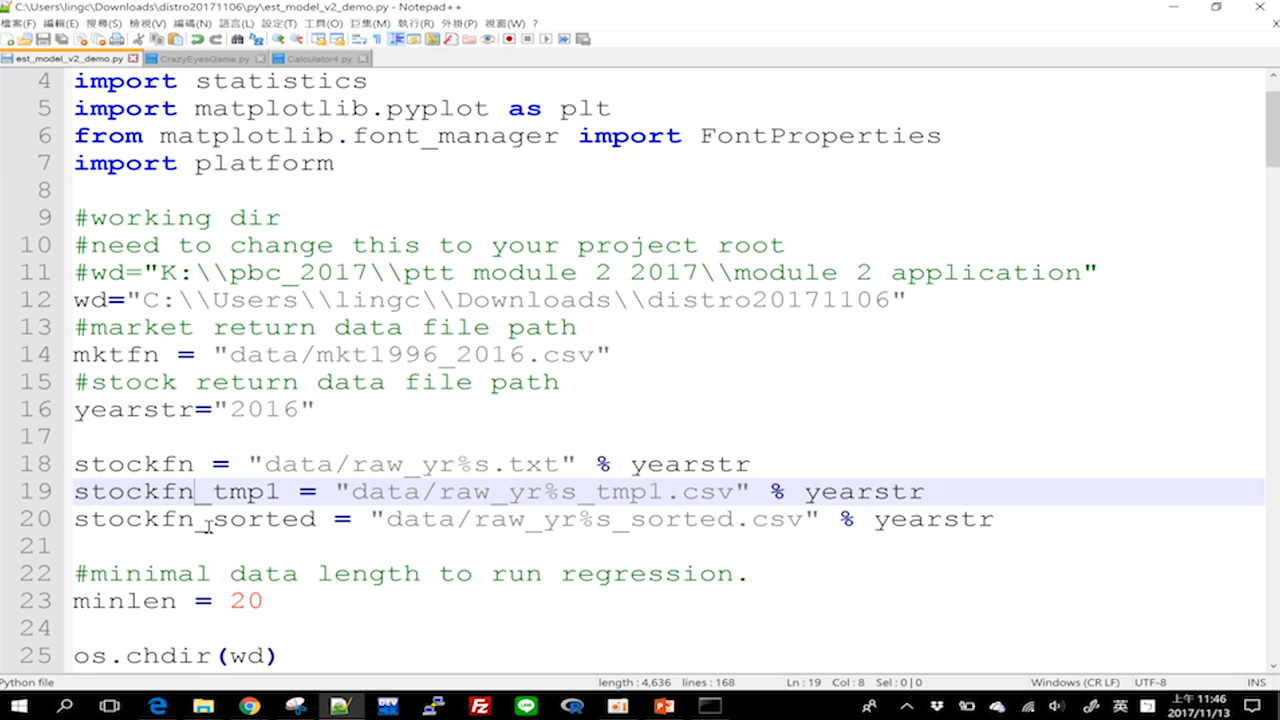 C:\Users\lingc\Downloads\distro20171106\py\est_model_v2_demo.py - Notepad++
檔案(F) 編輯(E) 搜尋(S) 檢視(V) 編碼(N) 語言(L) 設定(T) 工具(O) 巨集(M) 執行(R) 外掛(P) 視窗(W) ?
est_model_v2_demo.py CrazyEyesGame.py Calculator4.py
4 import statistics
5 import matplotlib.pyplot as plt
6 from matplotlib.font_manager import FontProperties
7 import platform
8
9 #working dir
10 #need to change this to your project root
11 #wd="K:\\pbc_2017\\ptt module 2 2017\\module 2 application"
12 wd="C:\\Users\\lingc\\Downloads\\distro20171106"
13 #market return data file path
14 mktfn = "data/mkt1996_2016.csv"
15 #stock return data file path
16 yearstr="2016"
17
18 stockfn = "data/raw_yr%s.txt" % yearstr
19 stockfn_tmp1 = "data/raw_yr%s_tmp1.csv" % yearstr
20 stockfn_sorted = "data/raw_yr%s_sorted.csv" % yearstr
21
22 #minimal data length to run regression.
23 minlen = 20
24
25 os.chdir(wd)
Python file length : 4,636 lines : 168 Ln : 19 Col : 8 Sel : 0 | 0 Windows (CR LF) UTF-8 INS
英 上午 11:46
2017/11/13